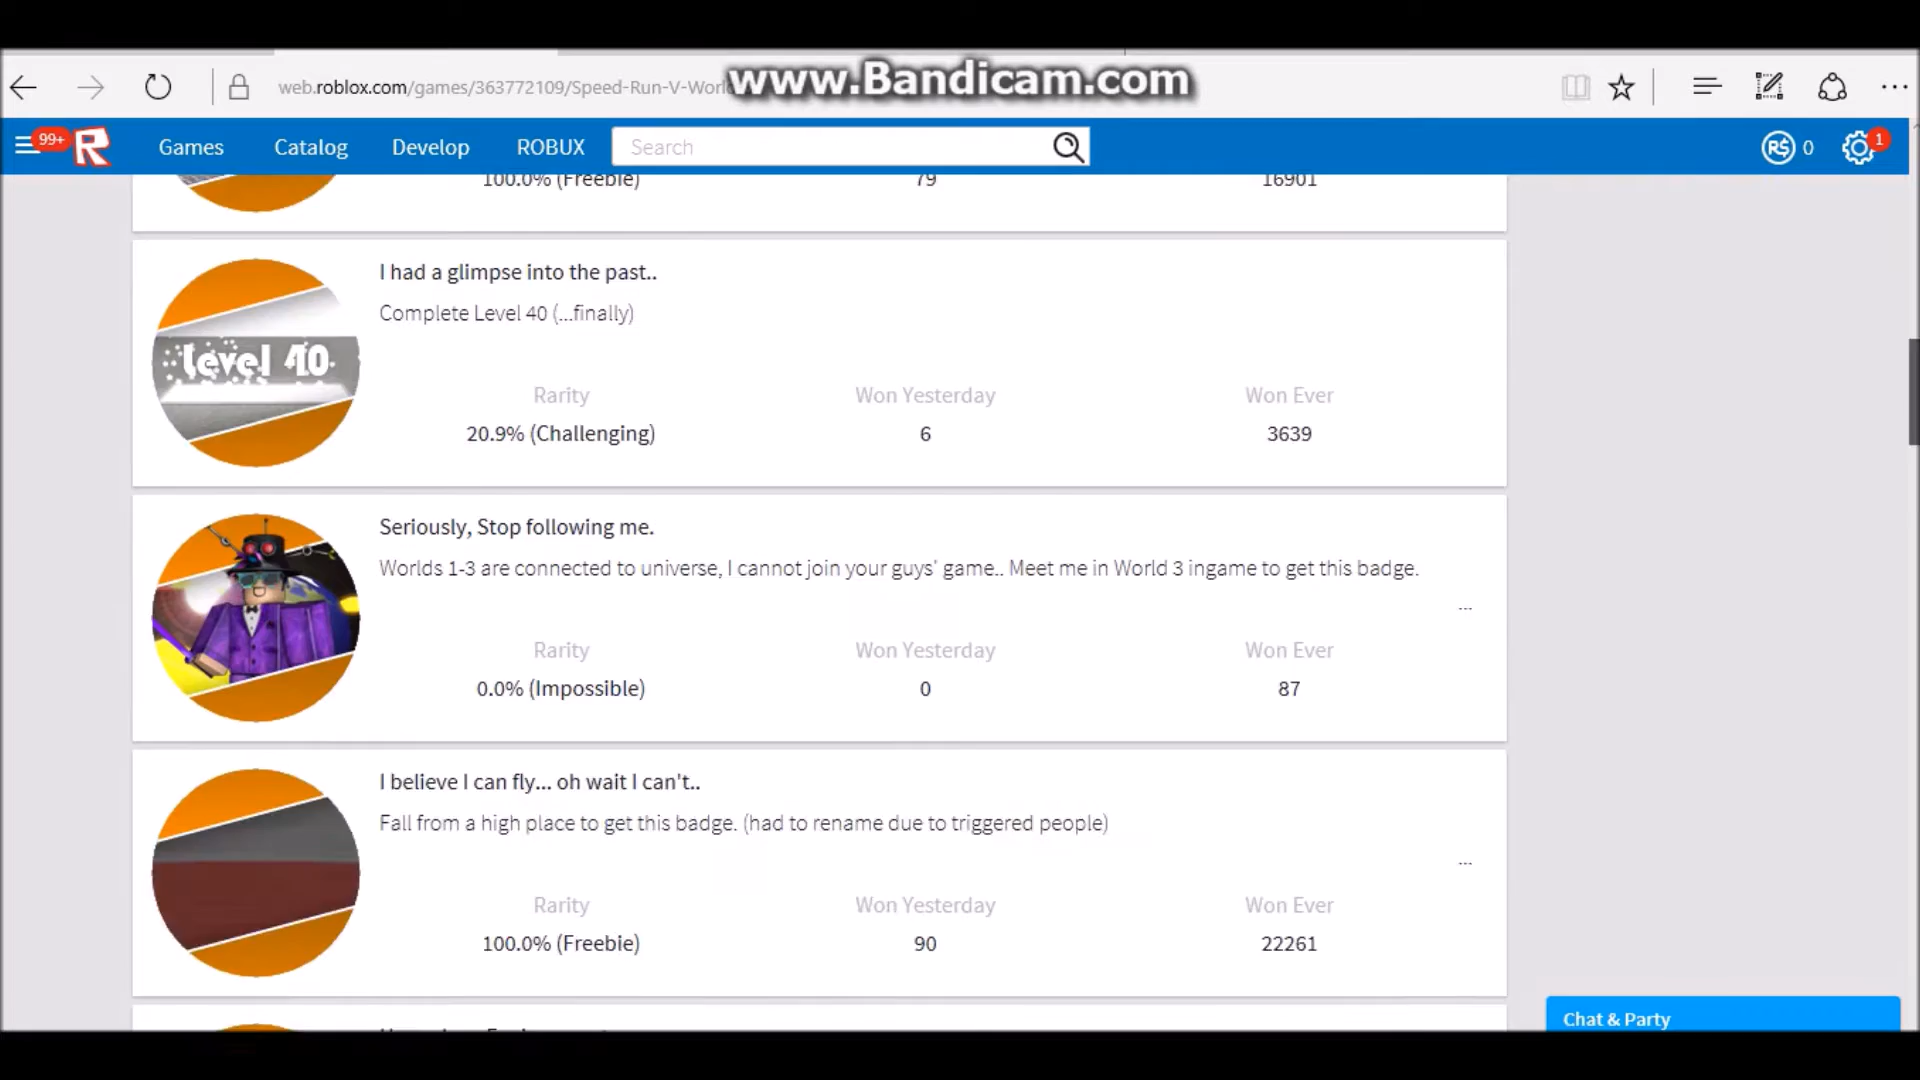 www.Bandicam.com
web.roblox.com/games/363772109/Speed-Run-V-Worl
99+
R
Games
Catalog
Develop
ROBUX
Search
R$ 0
1
100.0% (Freebie)
79
16901
I had a glimpse into the past..
Complete Level 40 (...finally)
level 40
Rarity
Won Yesterday
Won Ever
20.9% (Challenging)
6
3639
Seriously, Stop following me.
Worlds 1-3 are connected to universe, I cannot join your guys' game.. Meet me in World 3 ingame to get this badge.
...
Rarity
Won Yesterday
Won Ever
0.0% (Impossible)
0
87
I believe I can fly... oh wait I can't..
Fall from a high place to get this badge. (had to rename due to triggered people)
...
Rarity
Won Yesterday
Won Ever
100.0% (Freebie)
90
22261
Chat & Party